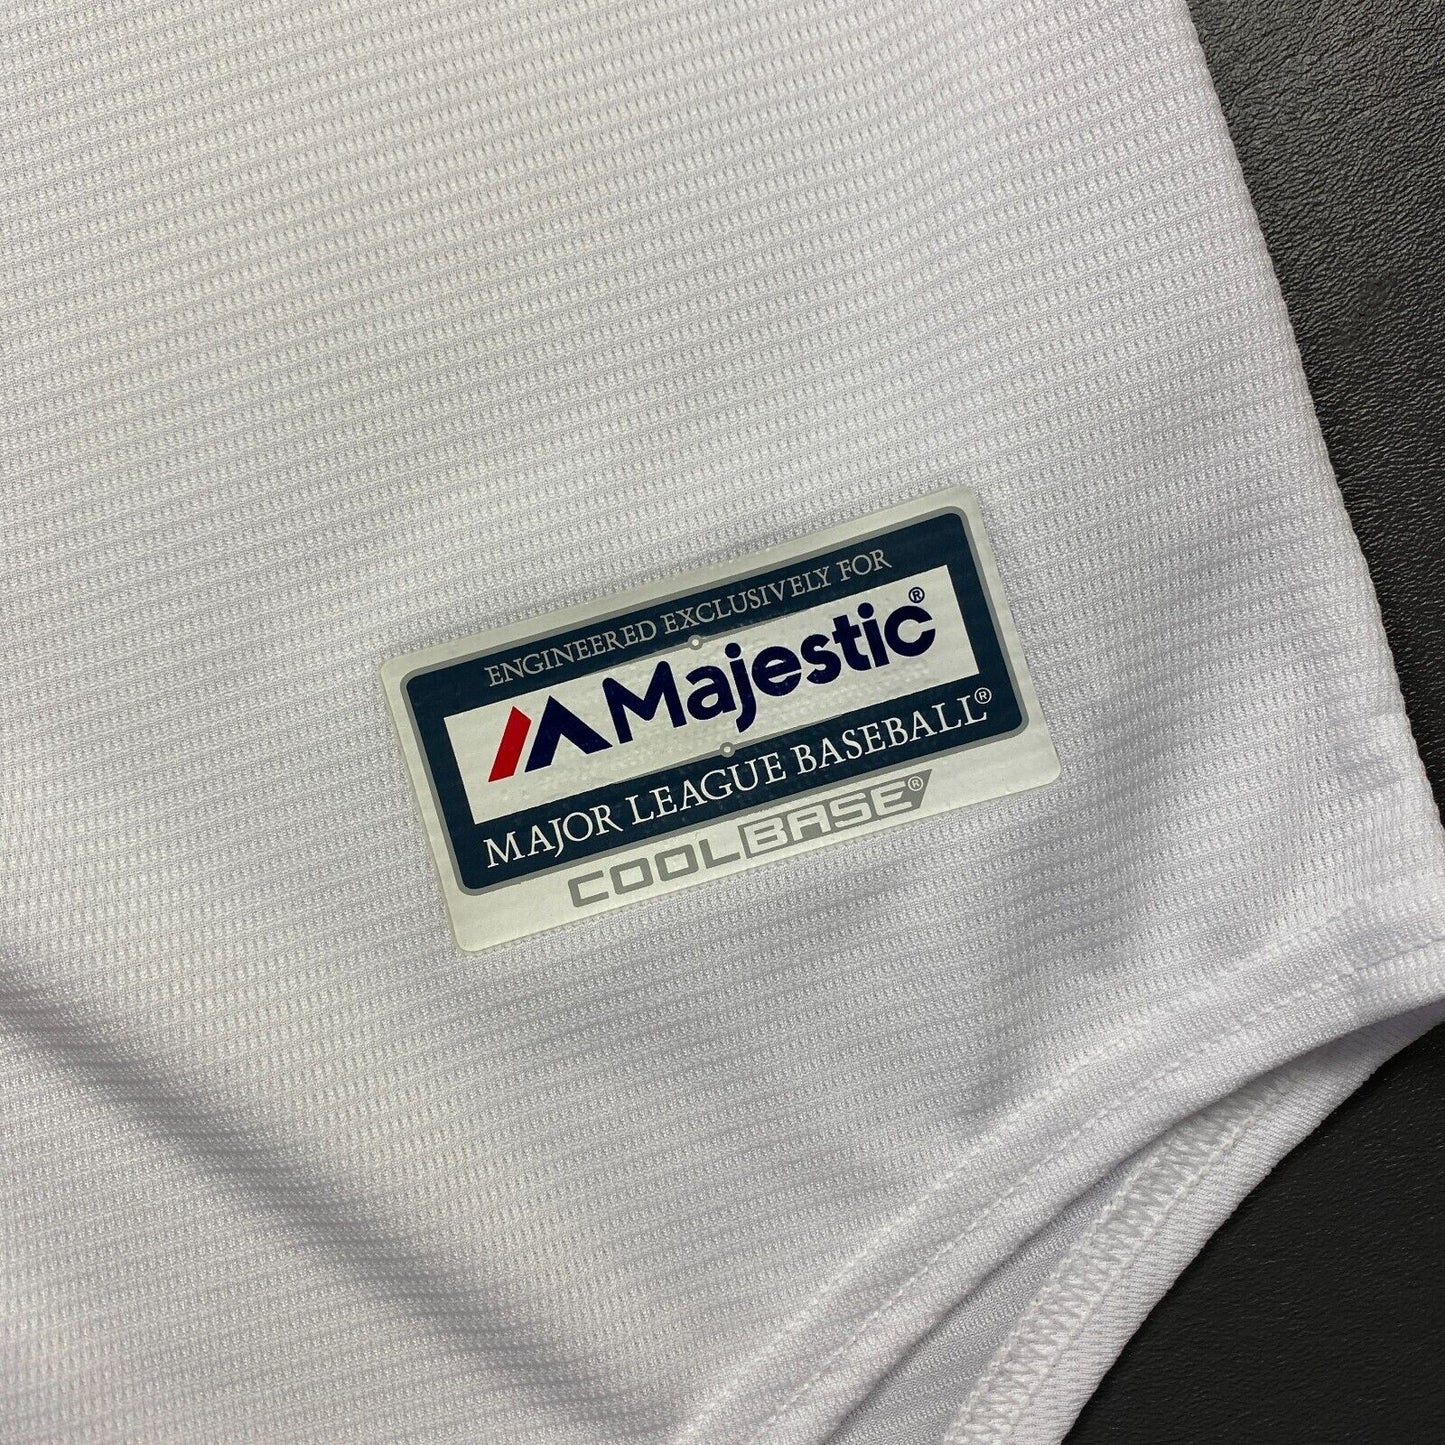 ENGINEERED EXCLUSIVELY FOR
Majestic®
MAJOR LEAGUE BASEBALL®
COOLBASE®